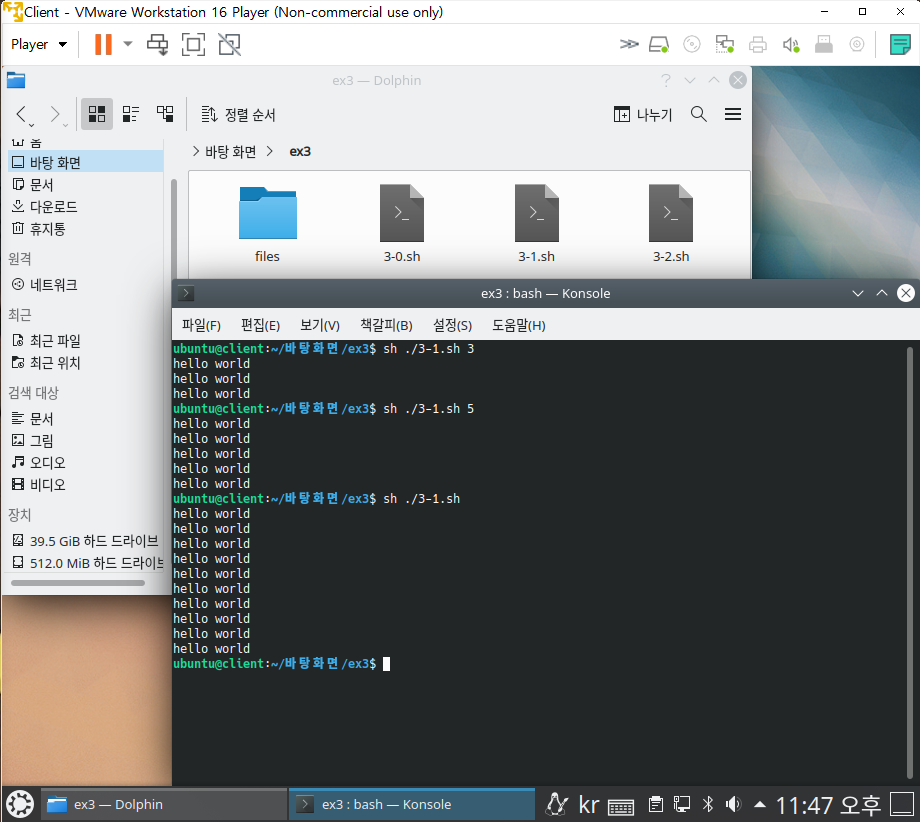 Client - VMware Workstation 16 Player (Non-commercial use only)
Player
ex3 — Dolphin
정렬 순서
나누기
홈
바탕 화면
문서
다운로드
휴지통
원격
네트워크
최근
최근 파일
최근 위치
검색 대상
문서
그림
오디오
비디오
장치
39.5 GiB 하드 드라이브
512.0 MiB 하드 드라이브
바탕 화면 > ex3
files
3-0.sh
3-1.sh
3-2.sh
ex3 : bash — Konsole
파일(F) 편집(E) 보기(V) 책갈피(B) 설정(S) 도움말(H)
ubuntu@client:~/바탕화면/ex3$ sh ./3-1.sh 3
hello world
hello world
hello world
ubuntu@client:~/바탕화면/ex3$ sh ./3-1.sh 5
hello world
hello world
hello world
hello world
hello world
ubuntu@client:~/바탕화면/ex3$ sh ./3-1.sh
hello world
hello world
hello world
hello world
hello world
hello world
hello world
hello world
hello world
hello world
ubuntu@client:~/바탕화면/ex3$
ex3 — Dolphin
ex3 : bash — Konsole
kr
11:47 오후